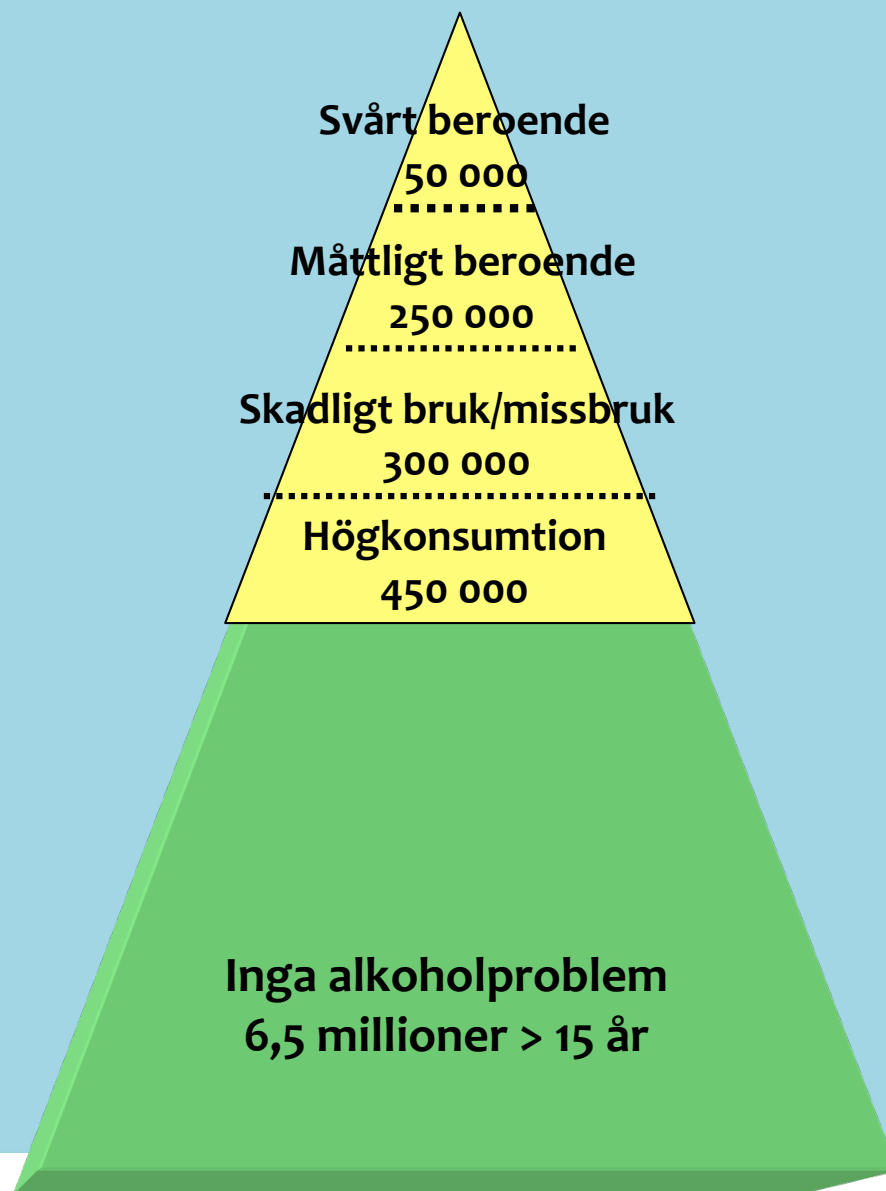 Svårt beroende
50 000
Måttligt beroende
250 000
Skadligt bruk/missbruk
300 000
Högkonsumtion
450 000
Inga alkoholproblem
6,5 millioner > 15 år